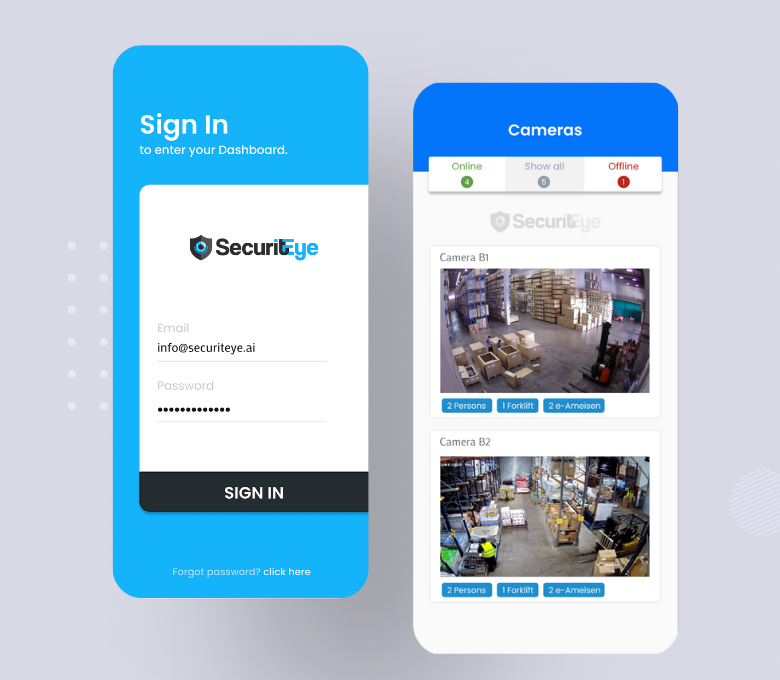 Sign In
to enter your Dashboard.
SecuritEye
Email
info@securiteye.ai
Password
•••••••••••••
SIGN IN
Forgot password? click here
Cameras
Online
Show all
Offline
4
5
1
SecuritEye
Camera B1
2 Persons
1 Forklift
2 e-Ameisen
Camera B2
2 Persons
1 Forklift
2 e-Ameisen